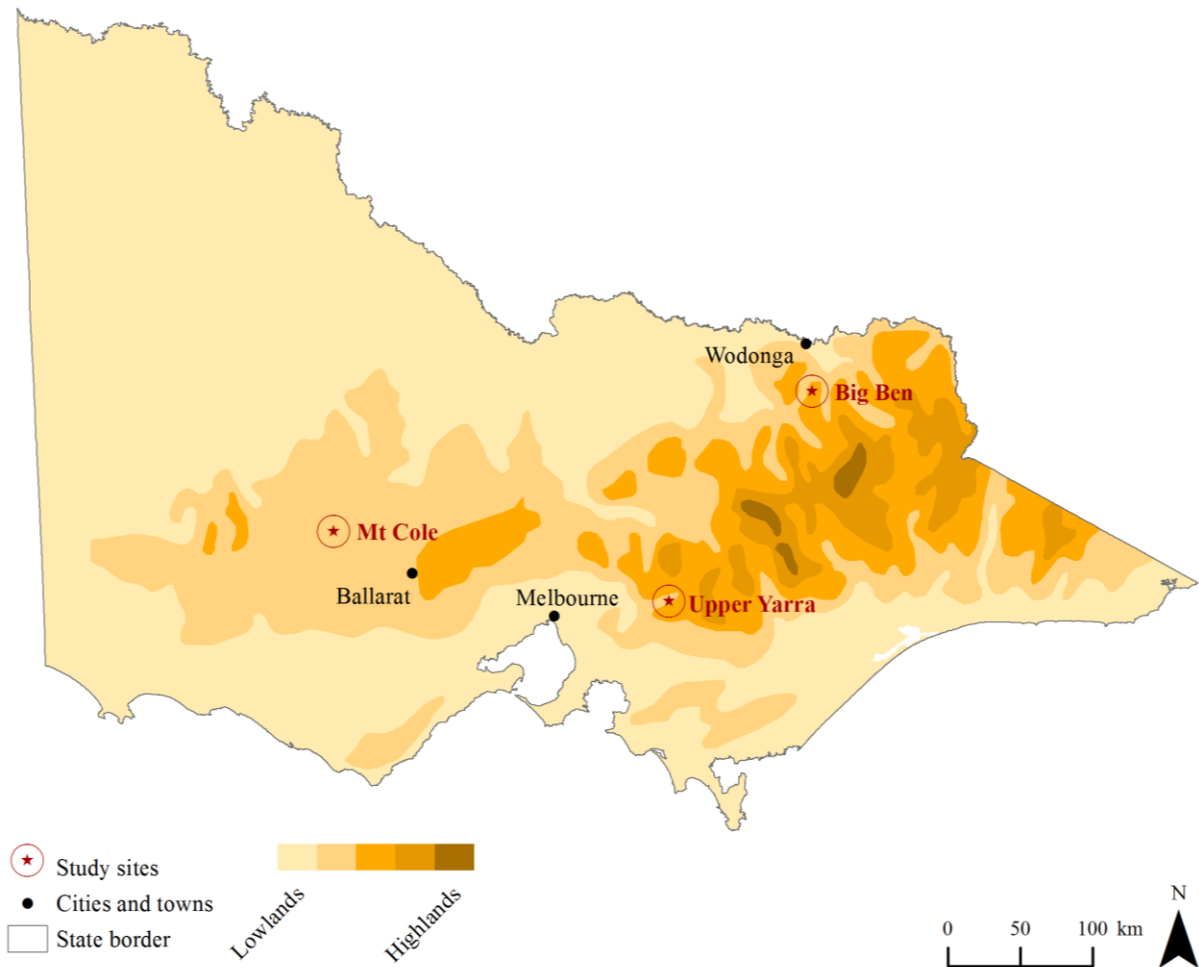 Wodonga
Big Ben
Mt Cole
Ballarat
Melbourne
Upper Yarra
Study sites
Cities and towns
State border
Lowlands
Highlands
N
0 50 100 km